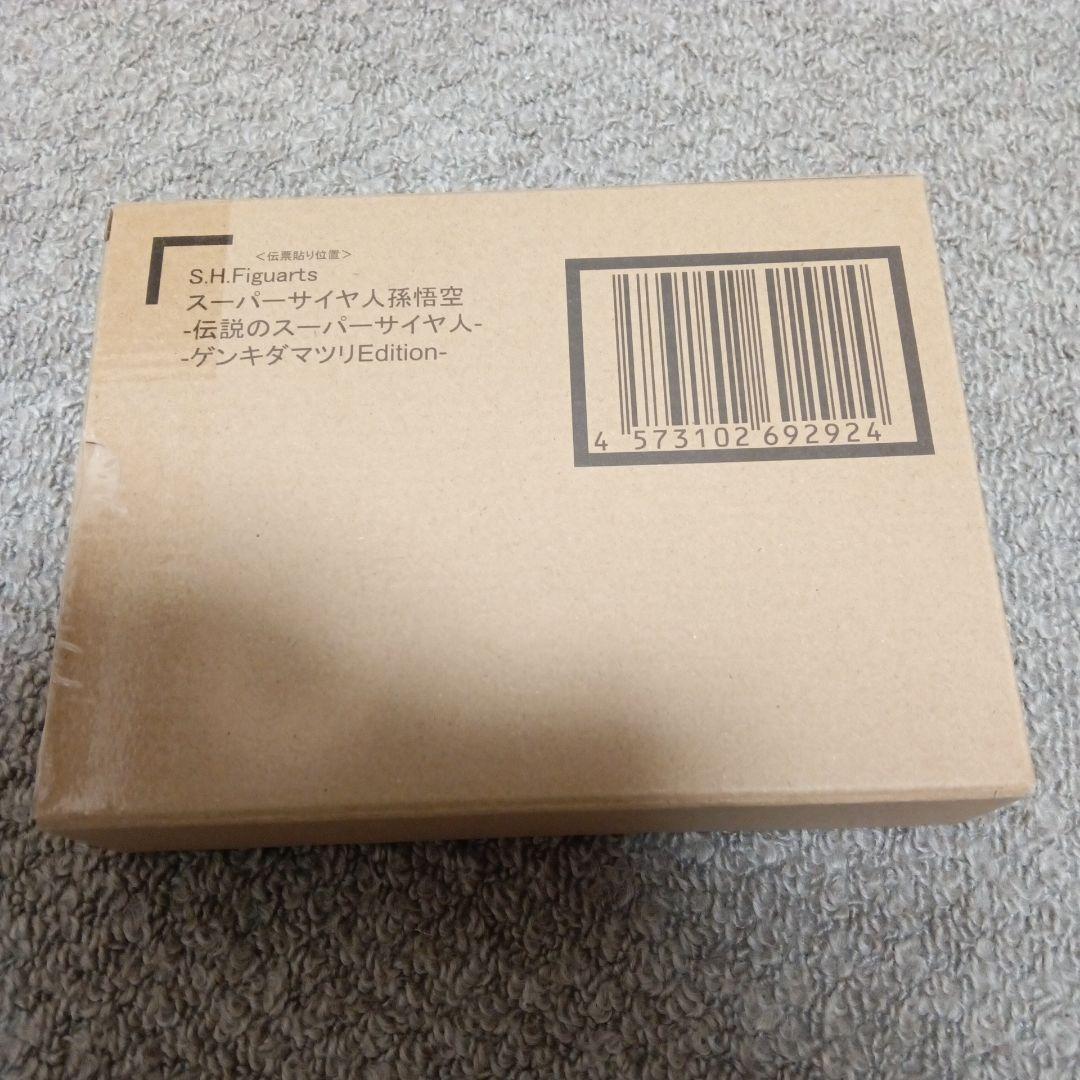 ＜伝票貼り位置＞
S.H.Figuarts
スーパーサイヤ人孫悟空
-伝説のスーパーサイヤ人-
-ゲンキダマツリEdition-
4 573102 692924